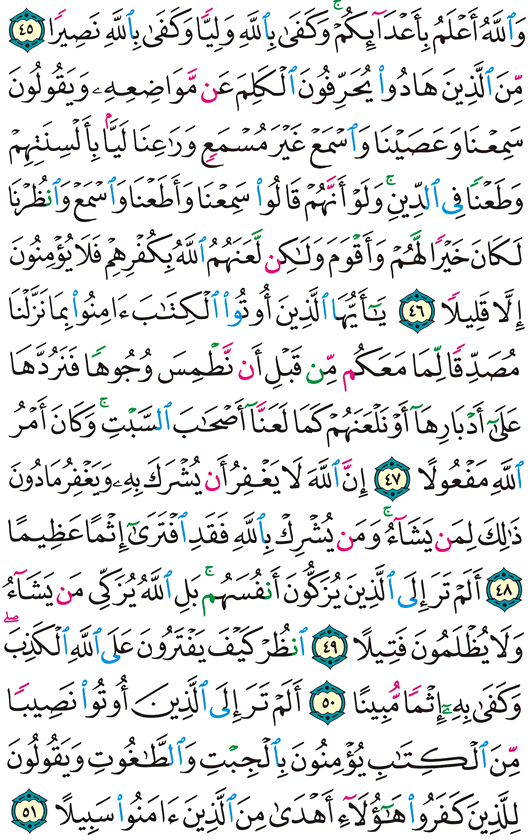 وَٱللَّهُ أَعۡلَمُ بِأَعۡدَآئِكُمۡۚ وَكَفَىٰ بِٱللَّهِ وَلِيّٗا وَكَفَىٰ بِٱللَّهِ نَصِيرٗا ٤٥
مِّنَ ٱلَّذِينَ هَادُواْ يُحَرِّفُونَ ٱلۡكَلِمَ عَن مَّوَاضِعِهِۦ وَيَقُولُونَ
سَمِعۡنَا وَعَصَيۡنَا وَٱسۡمَعۡ غَيۡرَ مُسۡمَعٖ وَرَٰعِنَا لَيَّۢا بِأَلۡسِنَتِهِمۡ
وَطَعۡنٗا فِي ٱلدِّينِۚ وَلَوۡ أَنَّهُمۡ قَالُواْ سَمِعۡنَا وَأَطَعۡنَا وَٱسۡمَعۡ وَٱنظُرۡنَا
لَكَانَ خَيۡرٗا لَّهُمۡ وَأَقۡوَمَ وَلَٰكِن لَّعَنَهُمُ ٱللَّهُ بِكُفۡرِهِمۡ فَلَا يُؤۡمِنُونَ
إِلَّا قَلِيلٗا ٤٦ يَٰٓأَيُّهَا ٱلَّذِينَ أُوتُواْ ٱلۡكِتَٰبَ ءَامِنُواْ بِمَا نَزَّلۡنَا
مُصَدِّقٗا لِّمَا مَعَكُم مِّن قَبۡلِ أَن نَّطۡمِسَ وُجُوهٗا فَنَرُدَّهَا
عَلَىٰٓ أَدۡبَارِهَآ أَوۡ نَلۡعَنَهُمۡ كَمَا لَعَنَّآ أَصۡحَٰبَ ٱلسَّبۡتِۚ وَكَانَ أَمۡرُ
ٱللَّهِ مَفۡعُولًا ٤٧ إِنَّ ٱللَّهَ لَا يَغۡفِرُ أَن يُشۡرَكَ بِهِۦ وَيَغۡفِرُ مَا دُونَ
ذَٰلِكَ لِمَن يَشَآءُۚ وَمَن يُشۡرِكۡ بِٱللَّهِ فَقَدِ ٱفۡتَرَىٰٓ إِثۡمًا عَظِيمًا
٤٨ أَلَمۡ تَرَ إِلَى ٱلَّذِينَ يُزَكُّونَ أَنفُسَهُمۚ بَلِ ٱللَّهُ يُزَكِّي مَن يَشَآءُ
وَلَا يُظۡلَمُونَ فَتِيلًا ٤٩ ٱنظُرۡ كَيۡفَ يَفۡتَرُونَ عَلَى ٱللَّهِ ٱلۡكَذِبَۖ
وَكَفَىٰ بِهِۦٓ إِثۡمٗا مُّبِينًا ٥٠ أَلَمۡ تَرَ إِلَى ٱلَّذِينَ أُوتُواْ نَصِيبٗا
مِّنَ ٱلۡكِتَٰبِ يُؤۡمِنُونَ بِٱلۡجِبۡتِ وَٱلطَّٰغُوتِ وَيَقُولُونَ
لِلَّذِينَ كَفَرُواْ هَٰٓؤُلَآءِ أَهۡدَىٰ مِنَ ٱلَّذِينَ ءَامَنُواْ سَبِيلًا ٥١